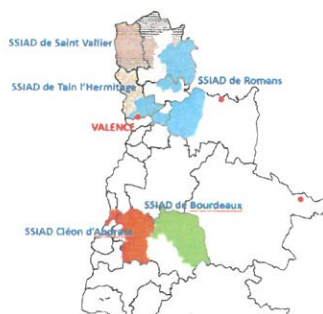 SSIAD de Saint Vallier
SSIAD de Romans
SSIAD de Tain l'Hermitage
VALENCE
SSIAD de Bourdeaux
SSIAD Cléon d'Andran